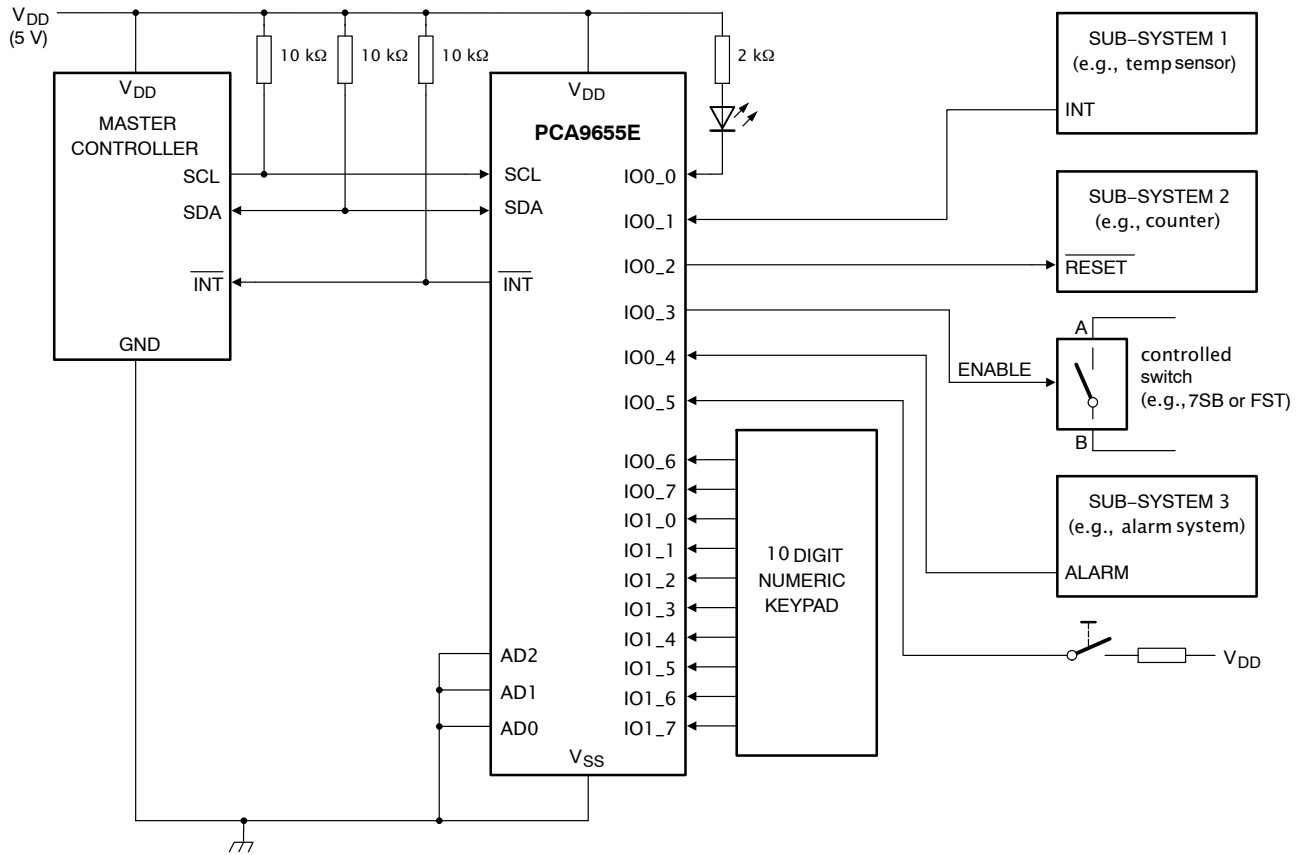 VDD
(5 V)
10 kΩ
10 kΩ
10 kΩ
2 kΩ
VDD
MASTER
CONTROLLER
SCL
SDA
INT
GND
VDD
PCA9655E
SCL
SDA
INT
AD2
AD1
AD0
VSS
IO0_0
IO0_1
IO0_2
IO0_3
IO0_4
IO0_5
IO0_6
IO0_7
IO1_0
IO1_1
IO1_2
IO1_3
IO1_4
IO1_5
IO1_6
IO1_7
10 DIGIT
NUMERIC
KEYPAD
SUB–SYSTEM 1
(e.g., temp sensor)
INT
SUB–SYSTEM 2
(e.g., counter)
RESET
ENABLE
A
B
controlled
switch
(e.g., 7SB or FST)
SUB–SYSTEM 3
(e.g., alarm system)
ALARM
VDD